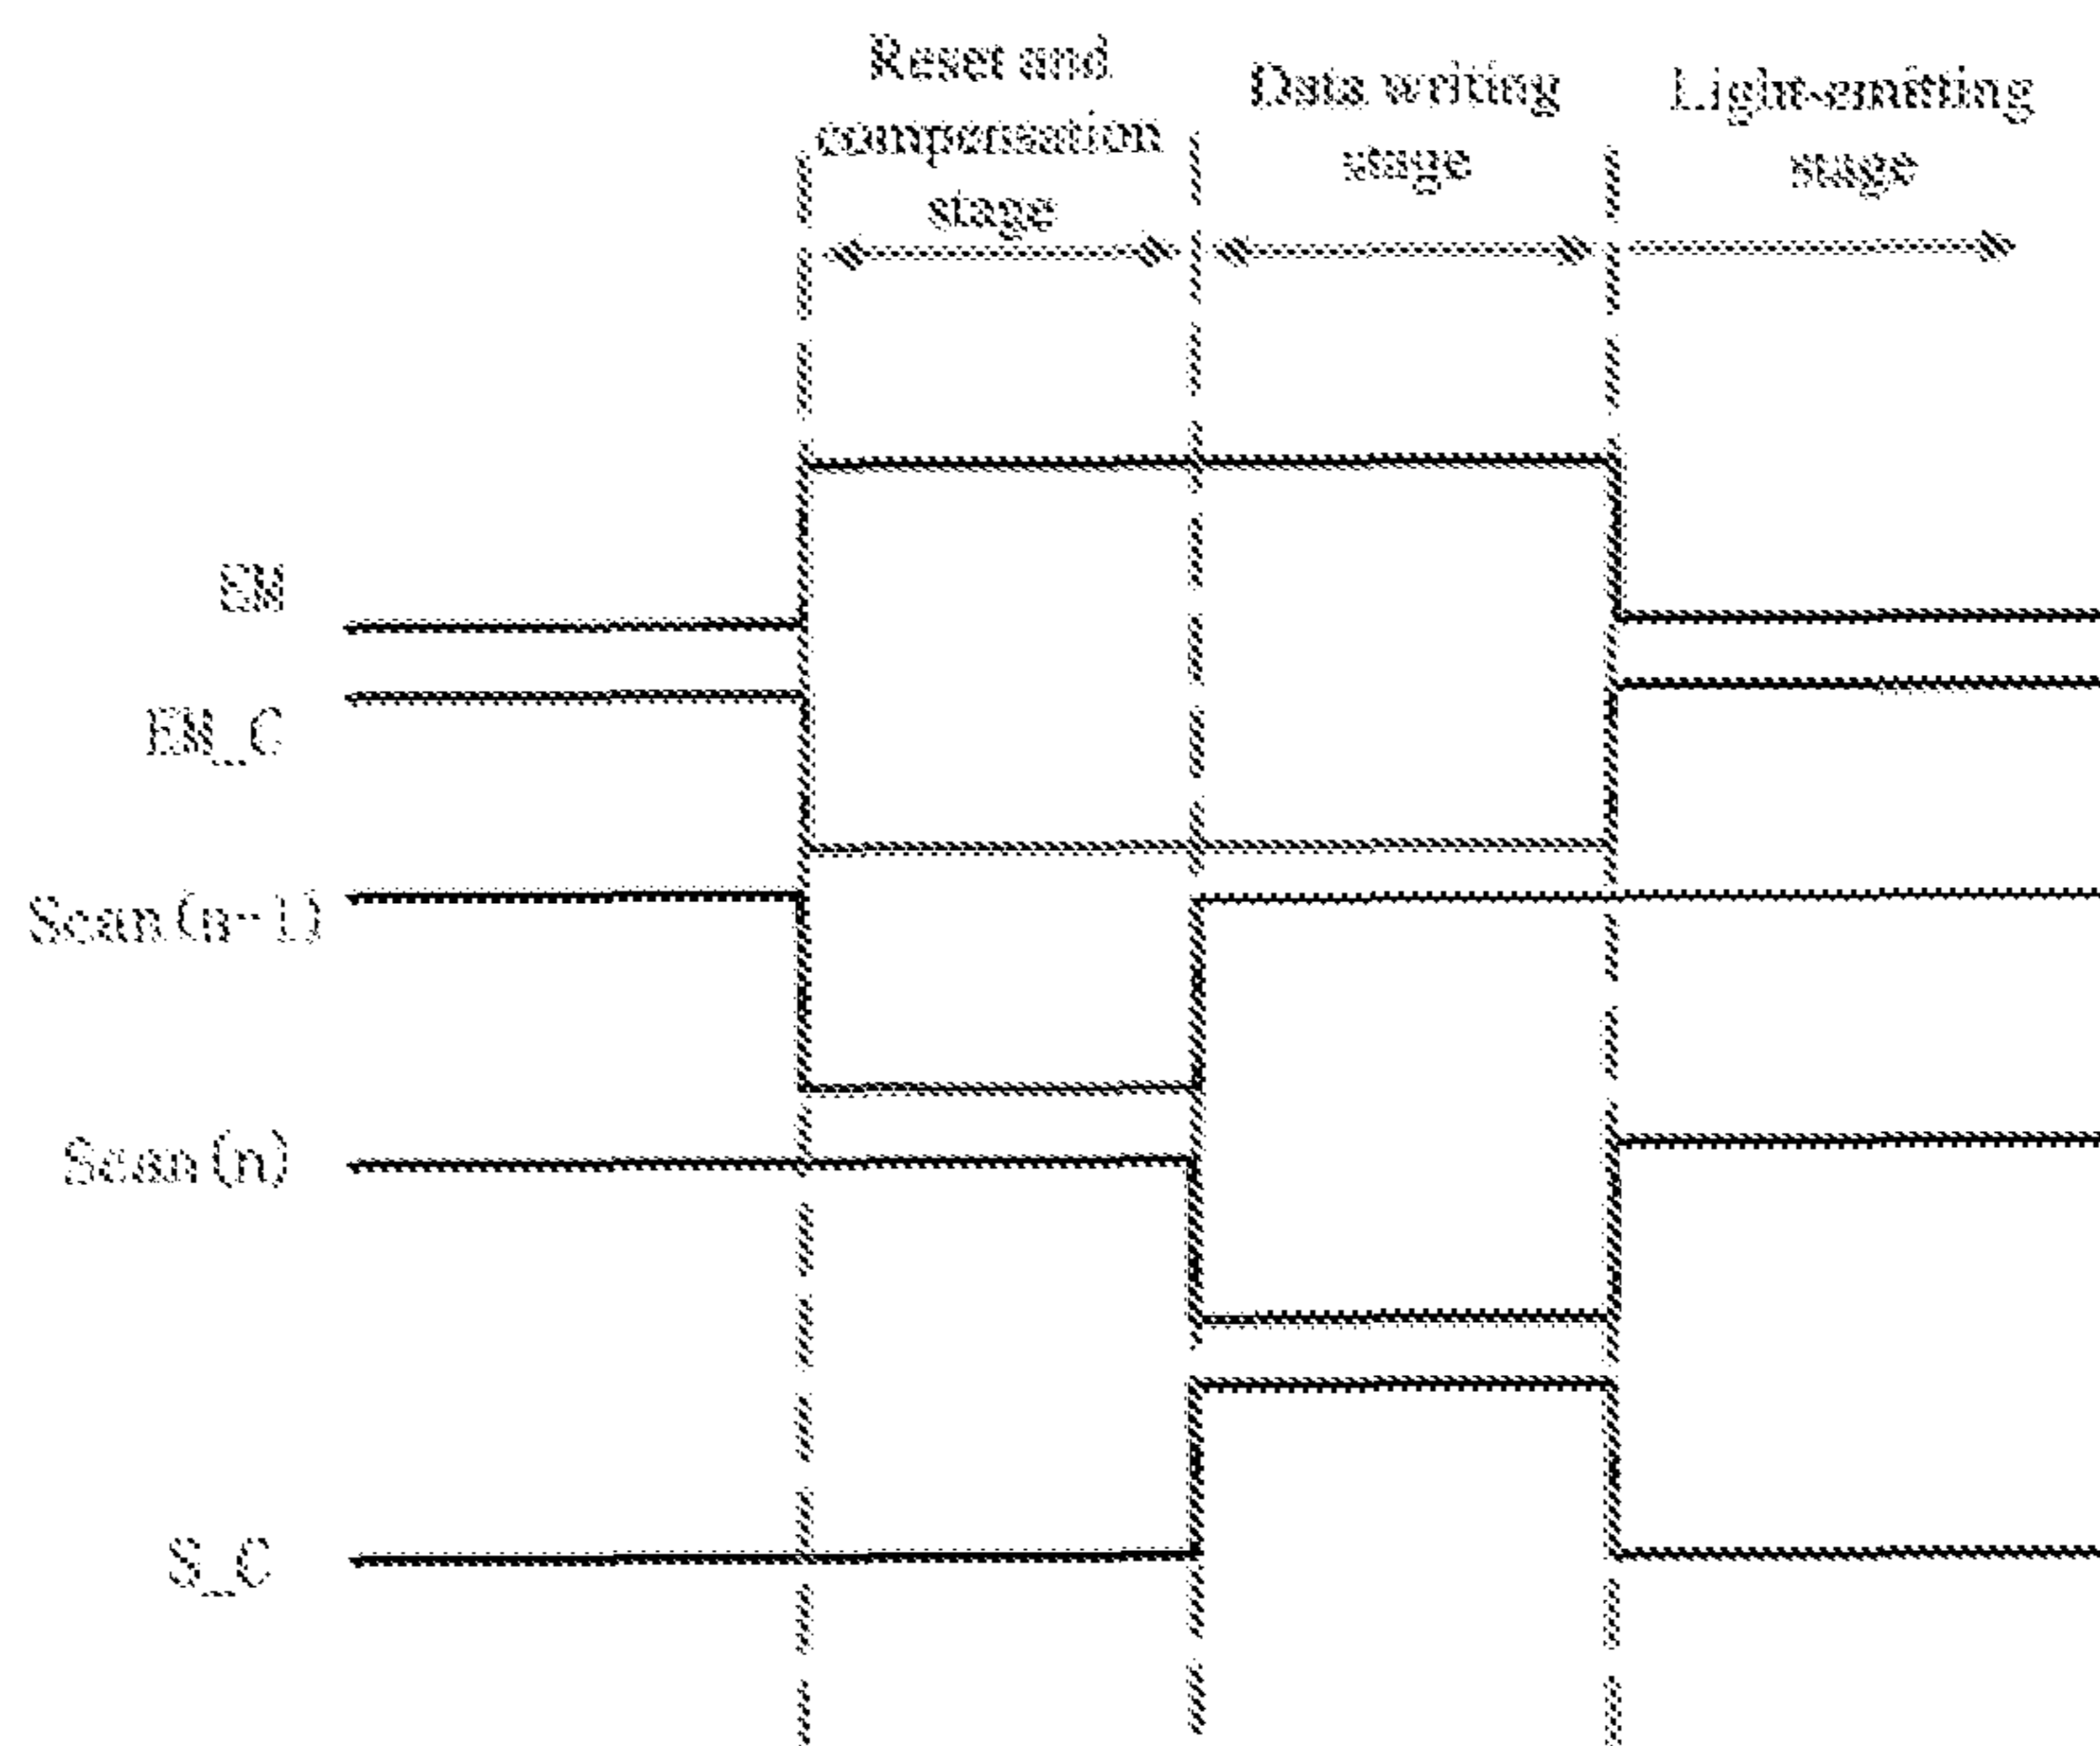 Reset and
compensation
stage
Data writing
stage
Light-emitting
stage
EM
EM_C
Scan(n-1)
Scan(n)
S_C